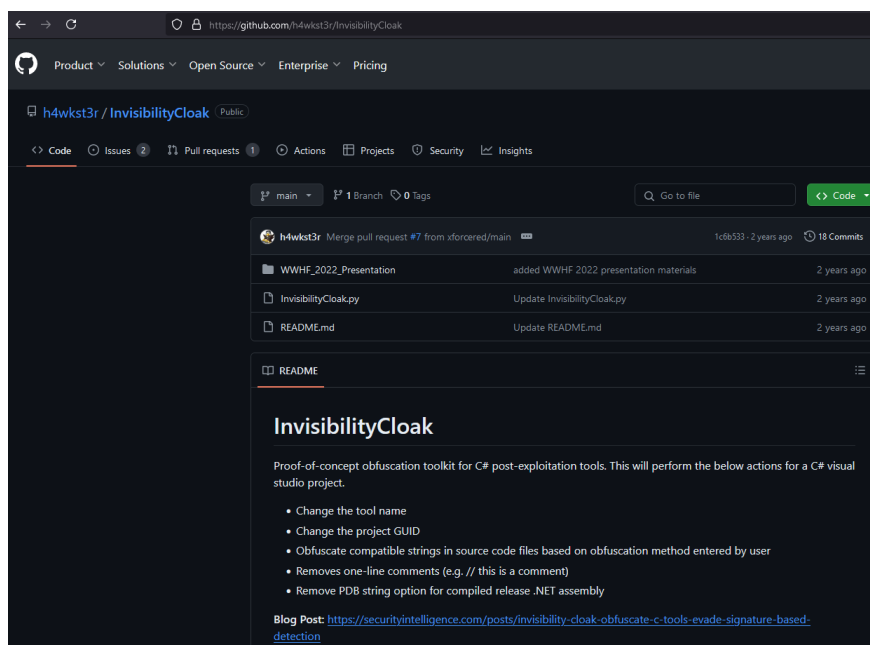 https://github.com/h4wkst3r/InvisibilityCloak
Product Solutions Open Source Enterprise Pricing
h4wkst3r / InvisibilityCloak Public
Code Issues 2 Pull requests 1 Actions Projects Security Insights
main 1 Branch 0 Tags Go to file Code
h4wkst3r Merge pull request #7 from xforcered/main 1c6b533 · 2 years ago 18 Commits
WWHF_2022_Presentation added WWHF 2022 presentation materials 2 years ago
InvisibilityCloak.py Update InvisibilityCloak.py 2 years ago
README.md Update README.md 2 years ago
README
InvisibilityCloak
Proof-of-concept obfuscation toolkit for C# post-exploitation tools. This will perform the below actions for a C# visual
studio project.
• Change the tool name
• Change the project GUID
• Obfuscate compatible strings in source code files based on obfuscation method entered by user
• Removes one-line comments (e.g. // this is a comment)
• Remove PDB string option for compiled release .NET assembly
Blog Post: https://securityintelligence.com/posts/invisibility-cloak-obfuscate-c-tools-evade-signature-based-
detection